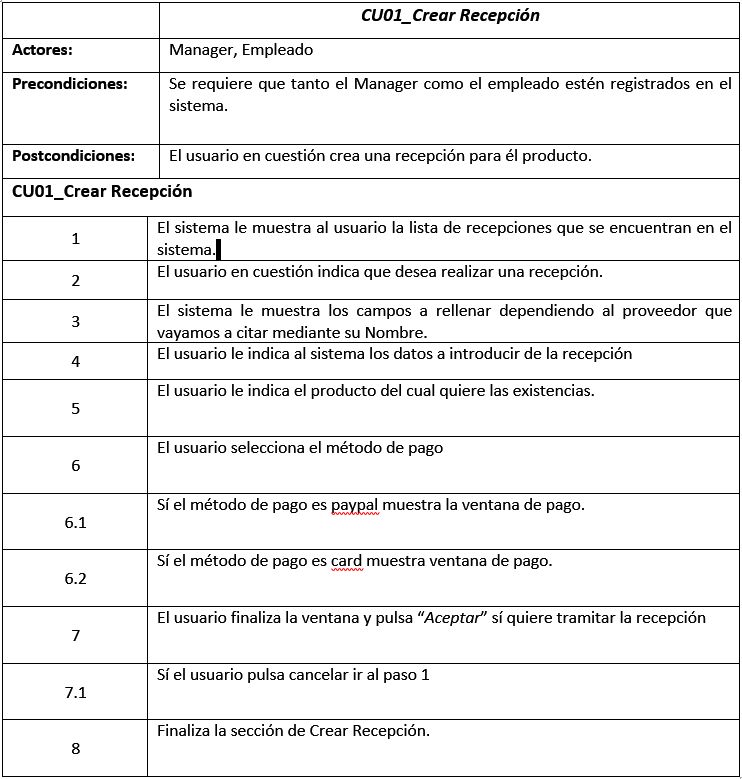 CU01_Crear Recepción
Actores: Manager, Empleado
Precondiciones: Se requiere que tanto el Manager como el empleado estén registrados en el
sistema.
Postcondiciones: El usuario en cuestión crea una recepción para él producto.
CU01_Crear Recepción
1 El sistema le muestra al usuario la lista de recepciones que se encuentran en el
sistema.
2 El usuario en cuestión indica que desea realizar una recepción.
3 El sistema le muestra los campos a rellenar dependiendo al proveedor que
vayamos a citar mediante su Nombre.
4 El usuario le indica al sistema los datos a introducir de la recepción
5 El usuario le indica el producto del cual quiere las existencias.
6 El usuario selecciona el método de pago
6.1 Sí el método de pago es paypal muestra la ventana de pago.
6.2 Sí el método de pago es card muestra ventana de pago.
7 El usuario finaliza la ventana y pulsa “Aceptar” sí quiere tramitar la recepción
7.1 Sí el usuario pulsa cancelar ir al paso 1
8 Finaliza la sección de Crear Recepción.